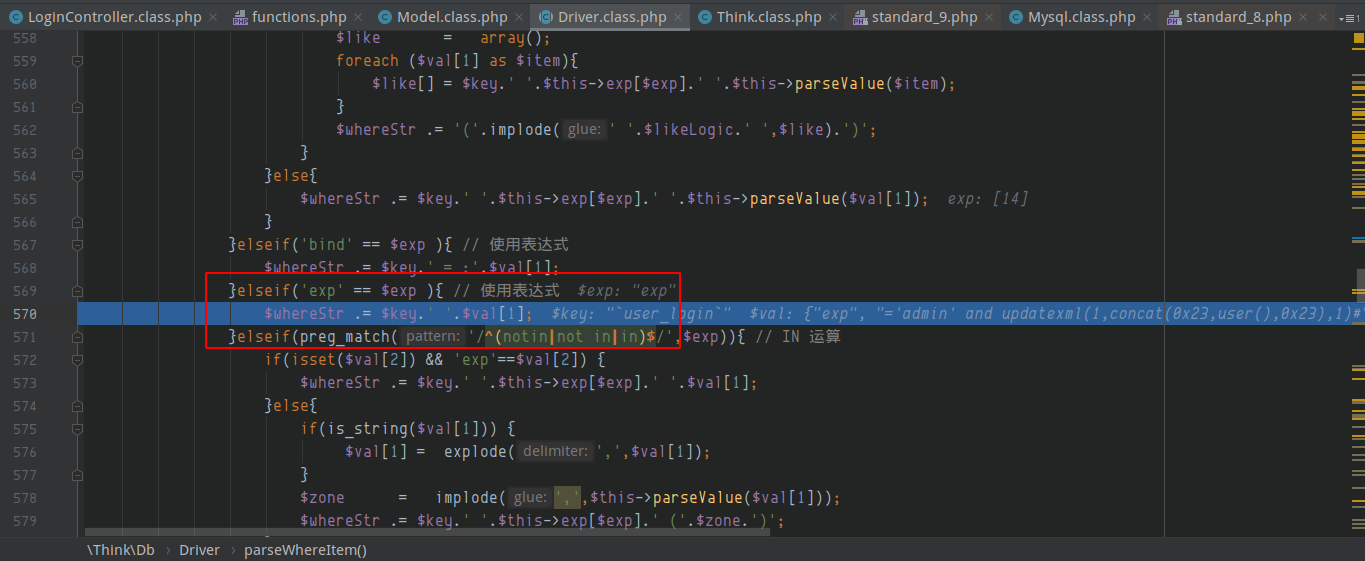 LoginController.class.php × functions.php × Model.class.php × Driver.class.php × Think.class.php × standard_9.php × Mysql.class.php × standard_8.php × 1
558 $like = array();
559 foreach ($val[1] as $item){
560 $like[] = $key.' '.$this->exp[$exp].' '.$this->parseValue($item);
561 }
562 $whereStr .= '('.implode( glue: ' '.$likeLogic.' ',$like).')';
563 }
564 }else{
565 $whereStr .= $key.' '.$this->exp[$exp].' '.$this->parseValue($val[1]); exp: [14]
566 }
567 }elseif('bind' == $exp ){ // 使用表达式
568 $whereStr .= $key.' = :'.$val[1];
569 }elseif('exp' == $exp ){ // 使用表达式 $exp: "exp"
570 $whereStr .= $key.' '.$val[1]; $key: "`user_login`" $val: {"exp", "='admin' and updatexml(1,concat(0x23,user(),0x23),1)#"
571 }elseif(preg_match( pattern: '/^(notin|not in|in)$/',$exp)){ // IN 运算
572 if(isset($val[2]) && 'exp'==$val[2]) {
573 $whereStr .= $key.' '.$this->exp[$exp].' '.$val[1];
574 }else{
575 if(is_string($val[1])) {
576 $val[1] = explode( delimiter: ',',$val[1]);
577 }
578 $zone = implode( glue: ',',$this->parseValue($val[1]));
579 $whereStr .= $key.' '.$this->exp[$exp].' ('.$zone.')';
\Think\Db › Driver › parseWhereItem()